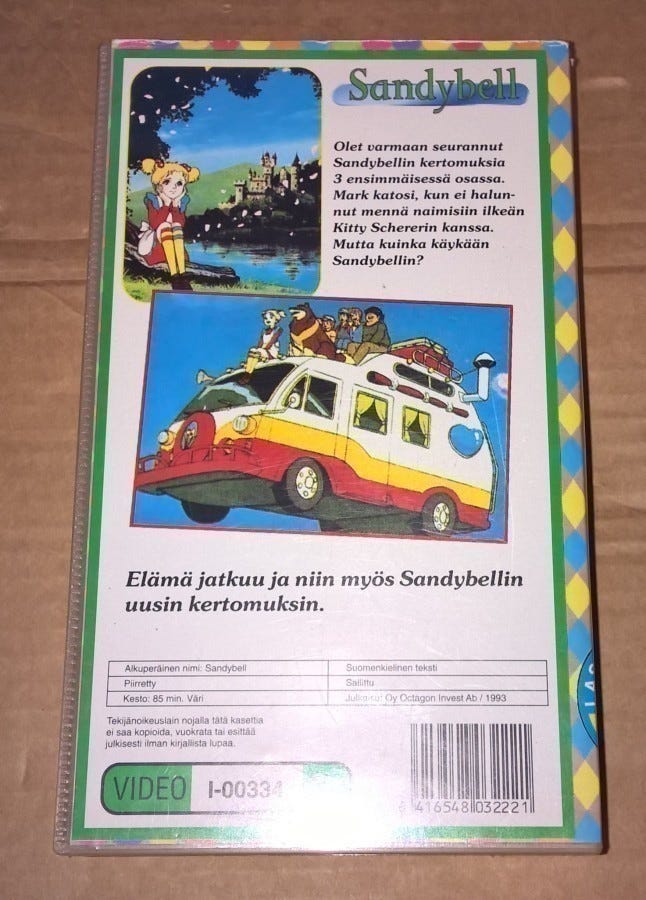 Sandybell
Olet varmaan seurannut
Sandybellin kertomuksia
3 ensimmäisessä osassa.
Mark katosi, kun ei halun-
nut mennä naimisiin ilkeän
Kitty Schererin kanssa.
Mutta kuinka käykään
Sandybellin?
Elämä jatkuu ja niin myös Sandybellin
uusin kertomuksin.
Alkuperäinen nimi: Sandybell
Suomenkielinen teksti
Piirretty
Sallittu
Kesto: 85 min. Väri
Julkaisu: Oy Octagon Invest Ab / 1993
Tekijänoikeuslain nojalla tätä kasettia
ei saa kopioida, vuokrata tai esittää
julkisesti ilman kirjallista lupaa.
VIDEO I-00334
6 416548 032221